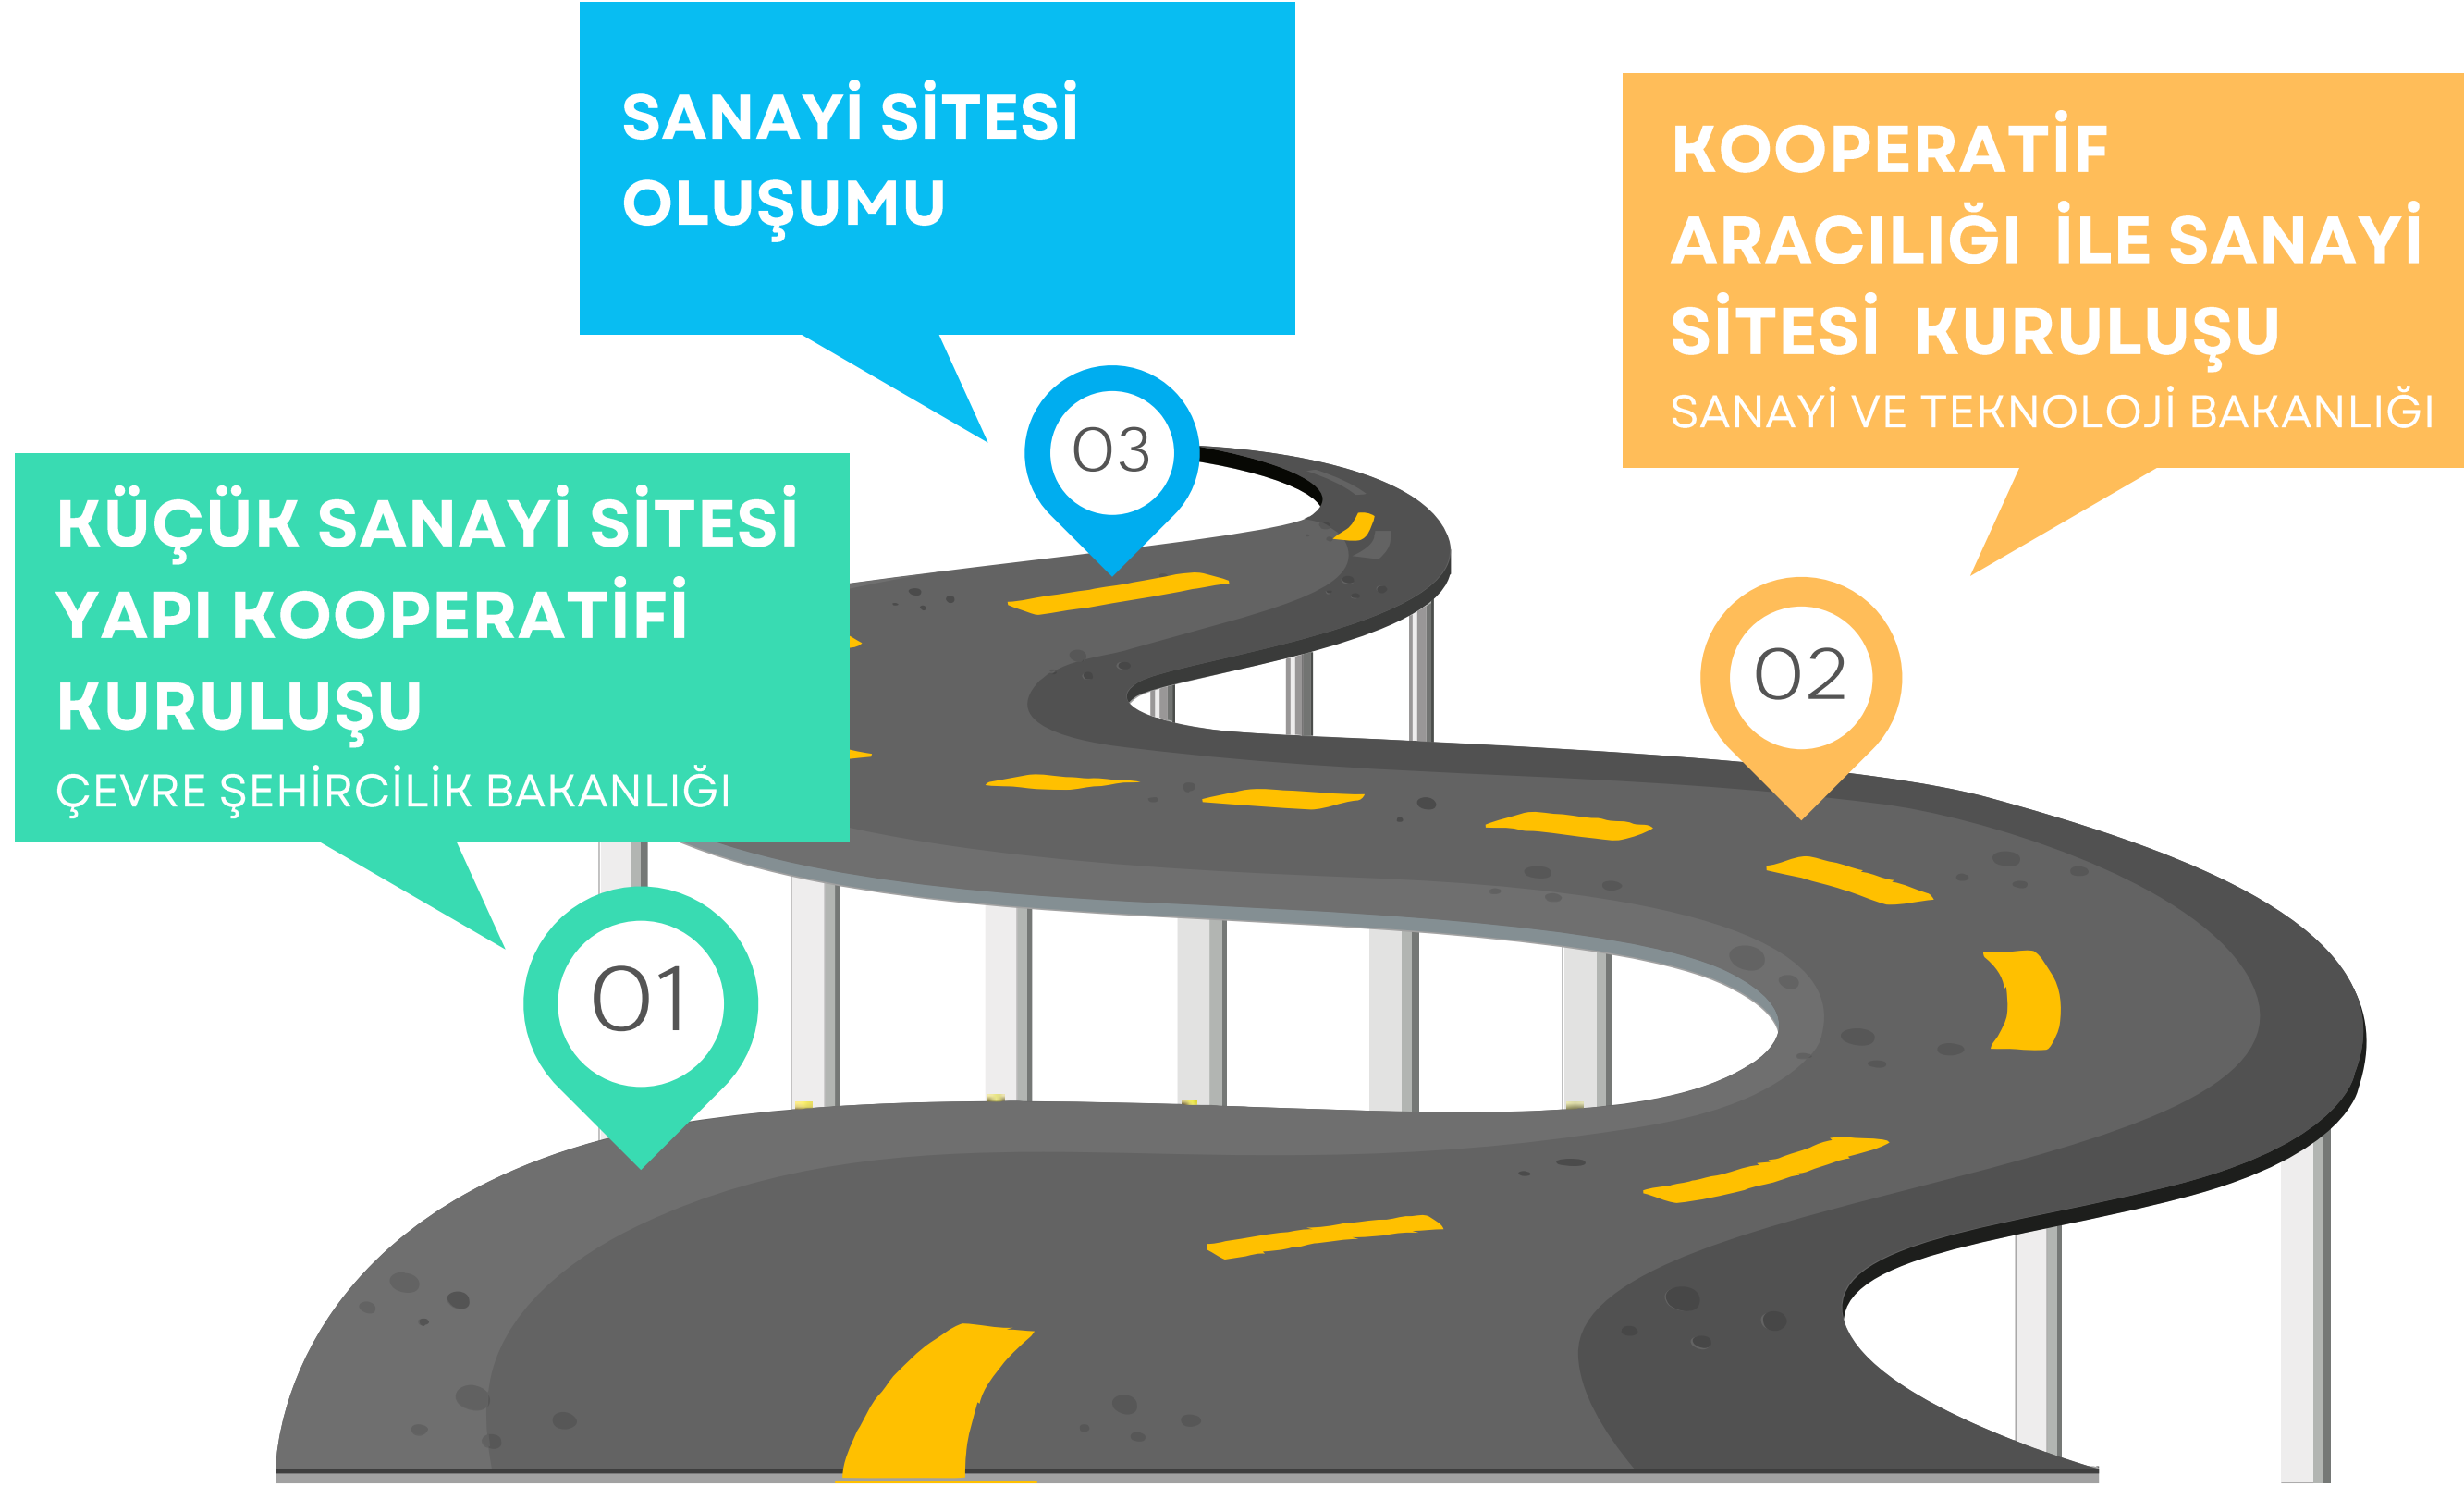 SANAYİ SİTESİ
OLUŞUMU
KOOPERATİF
ARACILIĞI İLE SANAYİ
SİTESİ KURULUŞU
SANAYİ VE TEKNOLOJİ BAKANLIĞI
03
KÜÇÜK SANAYİ SİTESİ
YAPI KOOPERATİFİ
KURULUŞU
ÇEVRE ŞEHİRCİLİK BAKANLIĞI
02
01